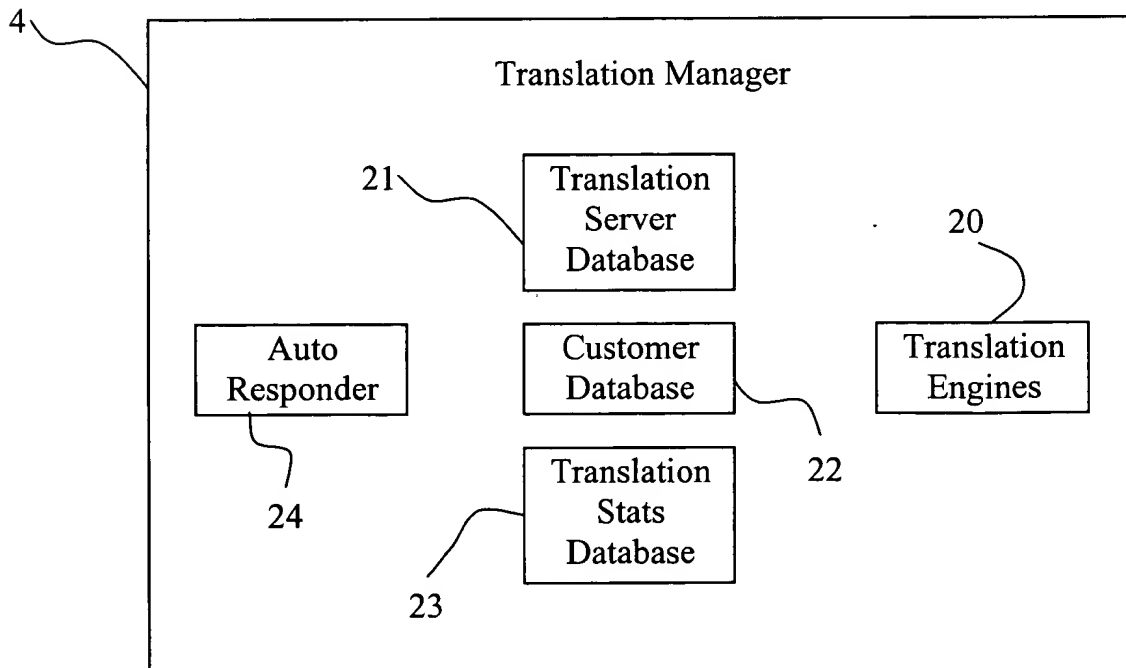 4
Translation Manager
21
Translation
Server
Database
20
Auto
Responder
Customer
Database
Translation
Engines
24
22
Translation
Stats
Database
23